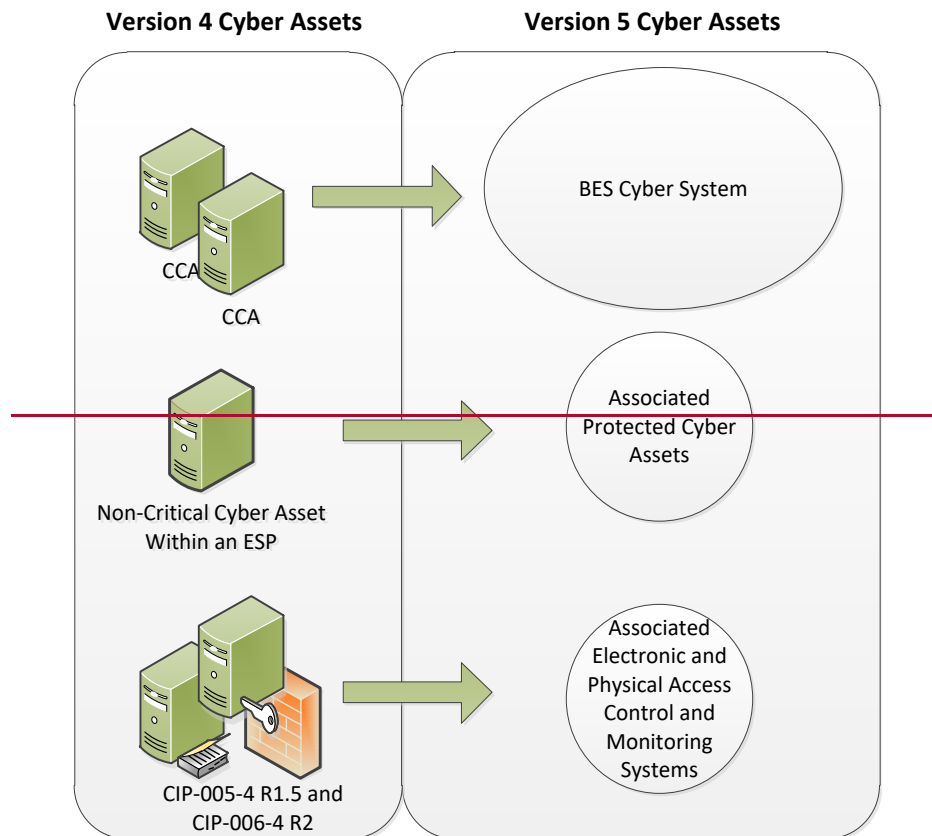 Version 4 Cyber Assets
Version 5 Cyber Assets
CCA
CCA
BES Cyber System
Non-Critical Cyber Asset
Within an ESP
Associated
Protected Cyber
Assets
CIP-005-4 R1.5 and
CIP-006-4 R2
Associated
Electronic and
Physical Access
Control and
Monitoring
Systems